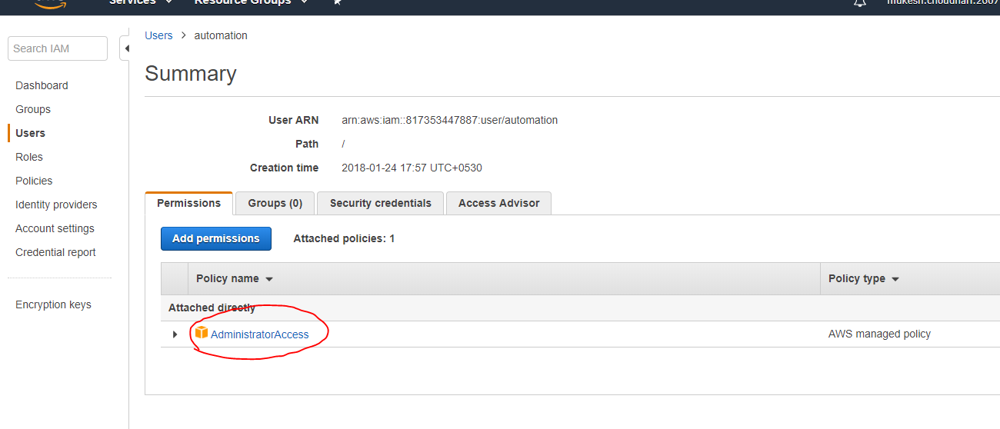 Services Resource Groups
Users > automation
Search IAM
Summary
Dashboard
Groups
Users
Roles
Policies
Identity providers
Account settings
Credential report
Encryption keys
User ARN arn:aws:iam::817353447887:user/automation
Path /
Creation time 2018-01-24 17:57 UTC+0530
Permissions Groups (0) Security credentials Access Advisor
Add permissions Attached policies: 1
Policy name Policy type
Attached directly
AdministratorAccess AWS managed policy